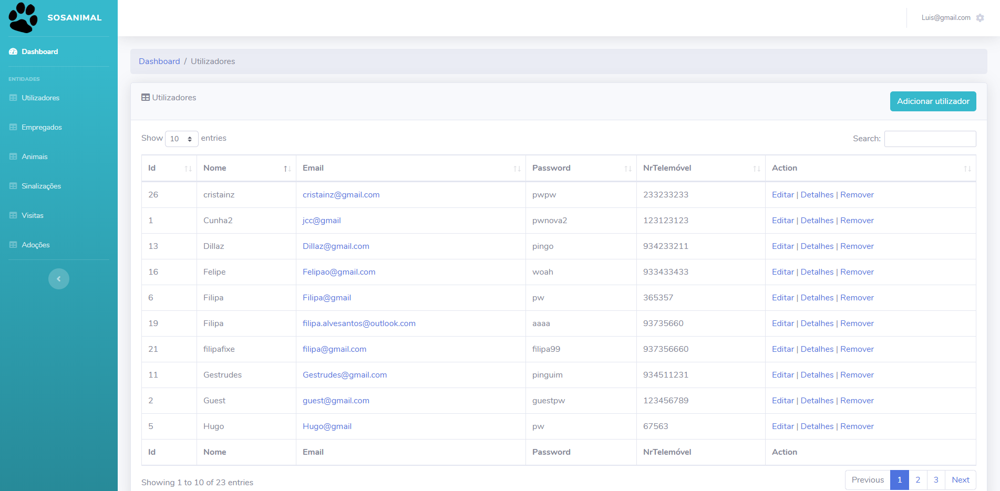 SOSANIMAL
Luis@gmail.com
Dashboard
ENTIDADES
Utilizadores
Empregados
Animais
Sinalizações
Visitas
Adoções
Dashboard / Utilizadores
Utilizadores
Adicionar utilizador
Show 10 entries
Search:
Id Nome Email Password NrTelemóvel Action
26 cristainz cristainz@gmail.com pwpw 233233233 Editar | Detalhes | Remover
1 Cunha2 jcc@gmail pwnova2 123123123 Editar | Detalhes | Remover
13 Dillaz Dillaz@gmail.com pingo 934233211 Editar | Detalhes | Remover
16 Felipe Felipao@gmail.com woah 933433433 Editar | Detalhes | Remover
6 Filipa Filipa@gmail pw 365357 Editar | Detalhes | Remover
19 Filipa filipa.alvesantos@outlook.com aaaa 93735660 Editar | Detalhes | Remover
21 filipafixe filipa@gmail.com filipa99 937356660 Editar | Detalhes | Remover
11 Gestrudes Gestrudes@gmail.com pinguim 934511231 Editar | Detalhes | Remover
2 Guest guest@gmail.com guestpw 123456789 Editar | Detalhes | Remover
5 Hugo Hugo@gmail pw 67563 Editar | Detalhes | Remover
Id Nome Email Password NrTelemóvel Action
Showing 1 to 10 of 23 entries
Previous 1 2 3 Next